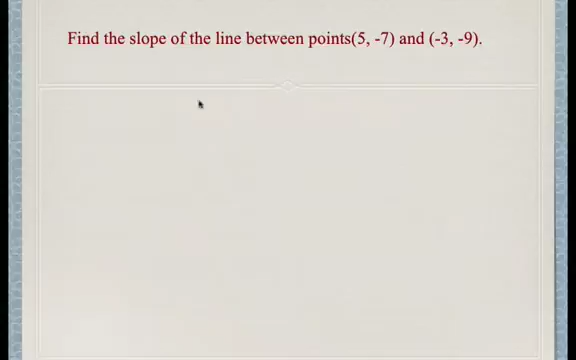 Find the slope of the line between points(5, -7) and (-3, -9).